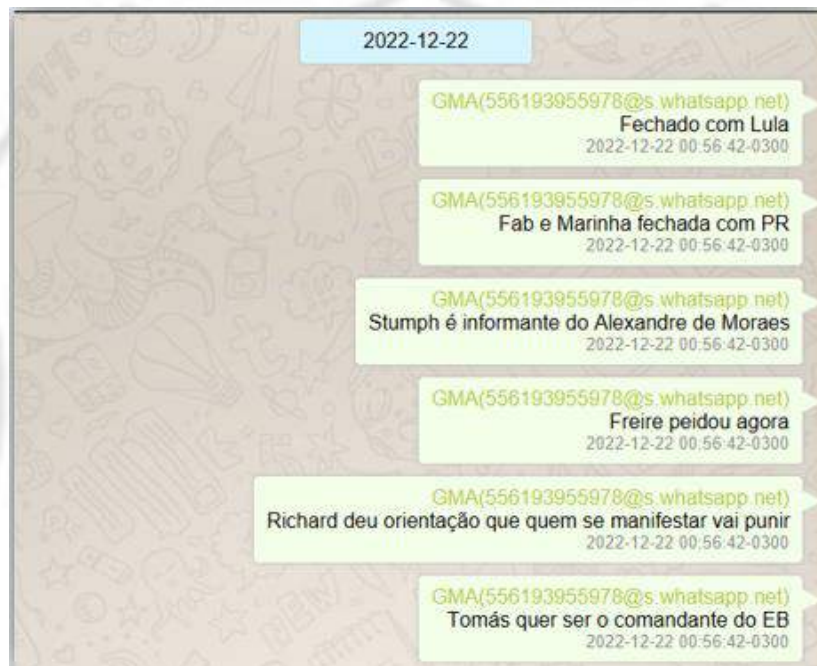 2022-12-22
GMA(556193955978@s.whatsapp.net)
Fechado com Lula
2022-12-22 00:56:42-0300
GMA(556193955978@s.whatsapp.net)
Fab e Marinha fechada com PR
2022-12-22 00:56:42-0300
GMA(556193955978@s.whatsapp.net)
Stumph é informante do Alexandre de Moraes
2022-12-22 00:56:42-0300
GMA(556193955978@s.whatsapp.net)
Freire peidou agora
2022-12-22 00:56:42-0300
GMA(556193955978@s.whatsapp.net)
Richard deu orientação que quem se manifestar vai punir
2022-12-22 00:56:42-0300
GMA(556193955978@s.whatsapp.net)
Tomás quer ser o comandante do EB
2022-12-22 00:56:42-0300